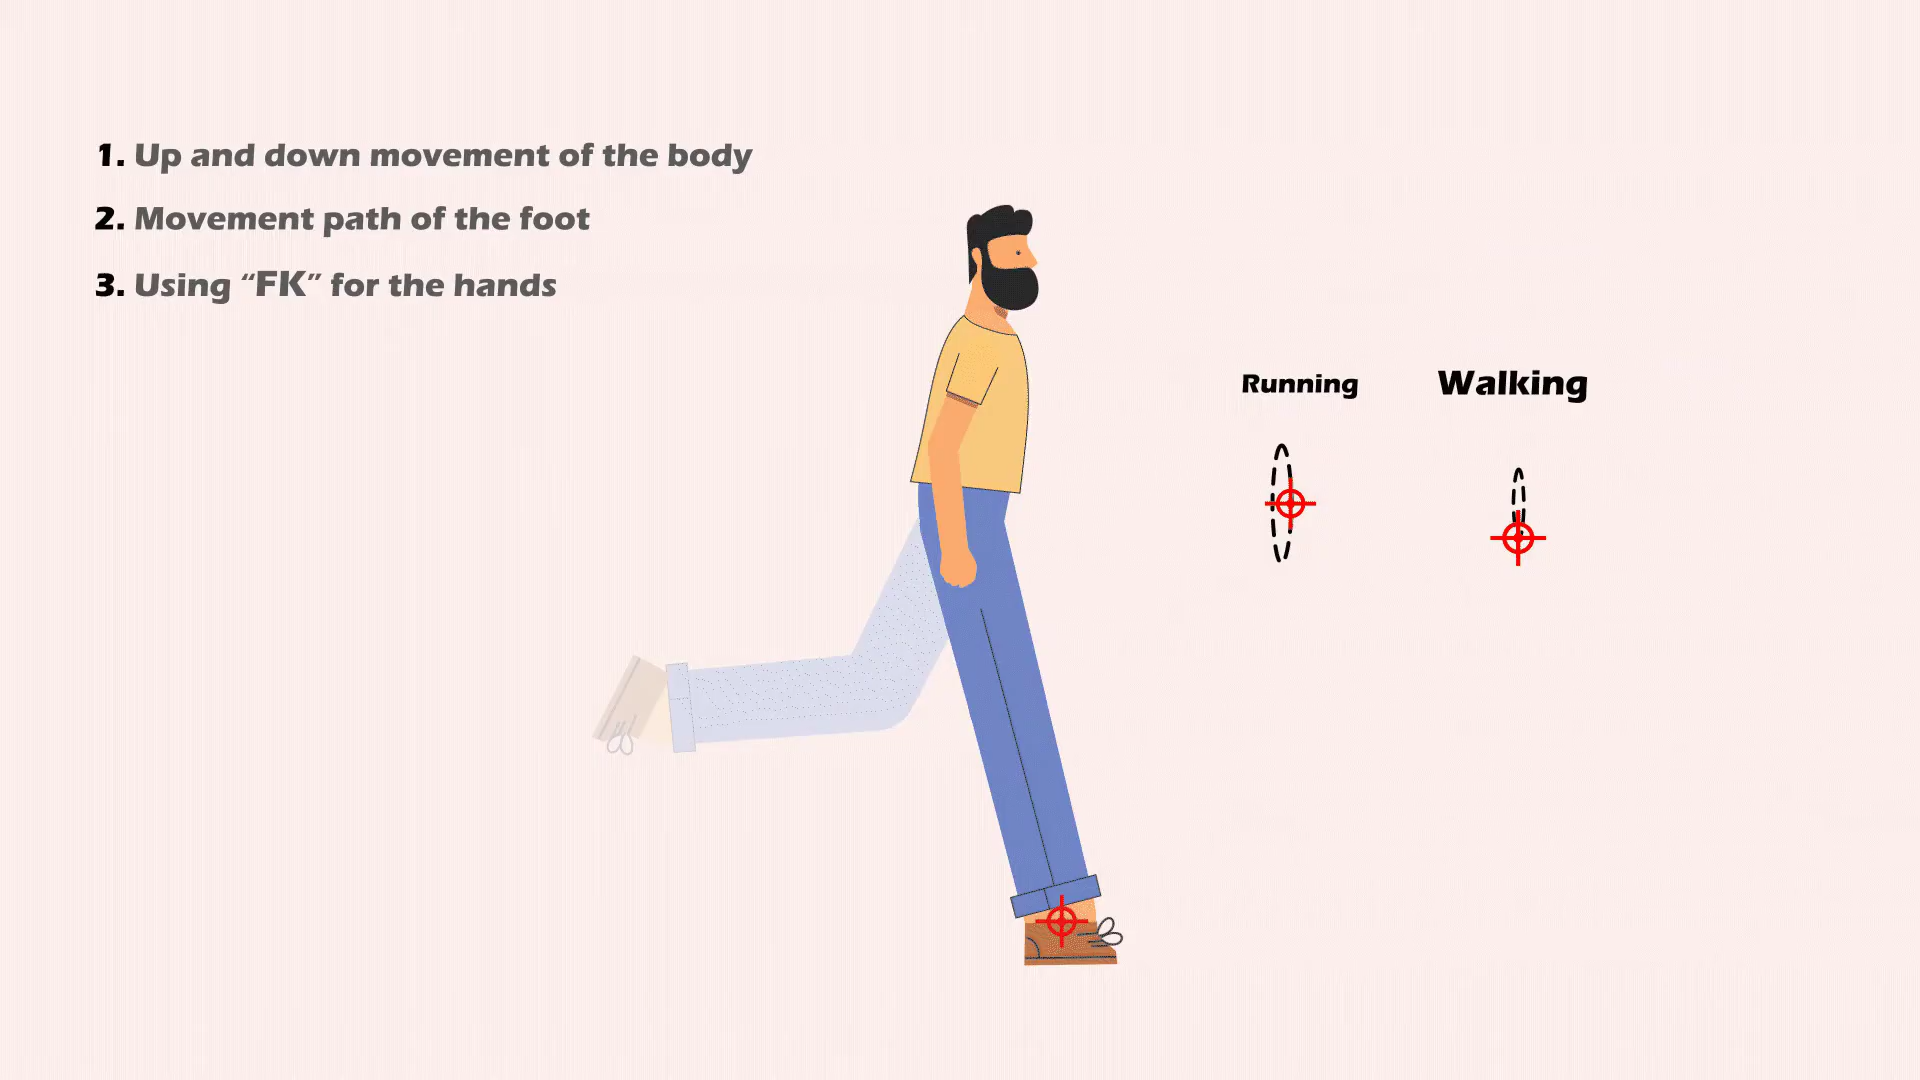 1. Up and down movement of the body
2. Movement path of the foot
3. Using “FK” for the hands
Running
Walking